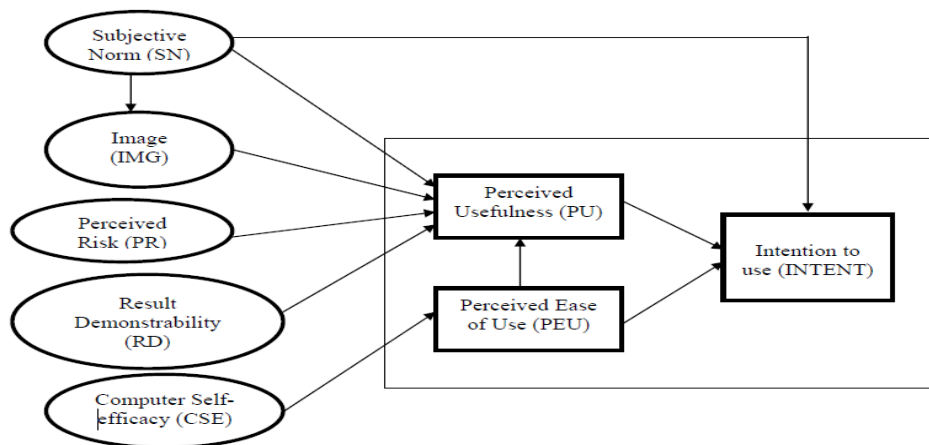 Subjective
Norm (SN)
Image
(IMG)
Perceived
Risk (PR)
Result
Demonstrability
(RD)
Computer Self-
efficacy (CSE)
Perceived
Usefulness (PU)
Perceived Ease
of Use (PEU)
Intention to
use (INTENT)